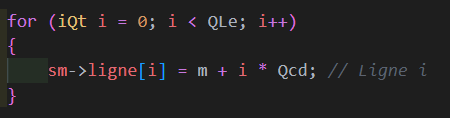 for (iQt i = 0; i < QLe; i++)
{
    sm->ligne[i] = m + i * Qcd; // Ligne i
}